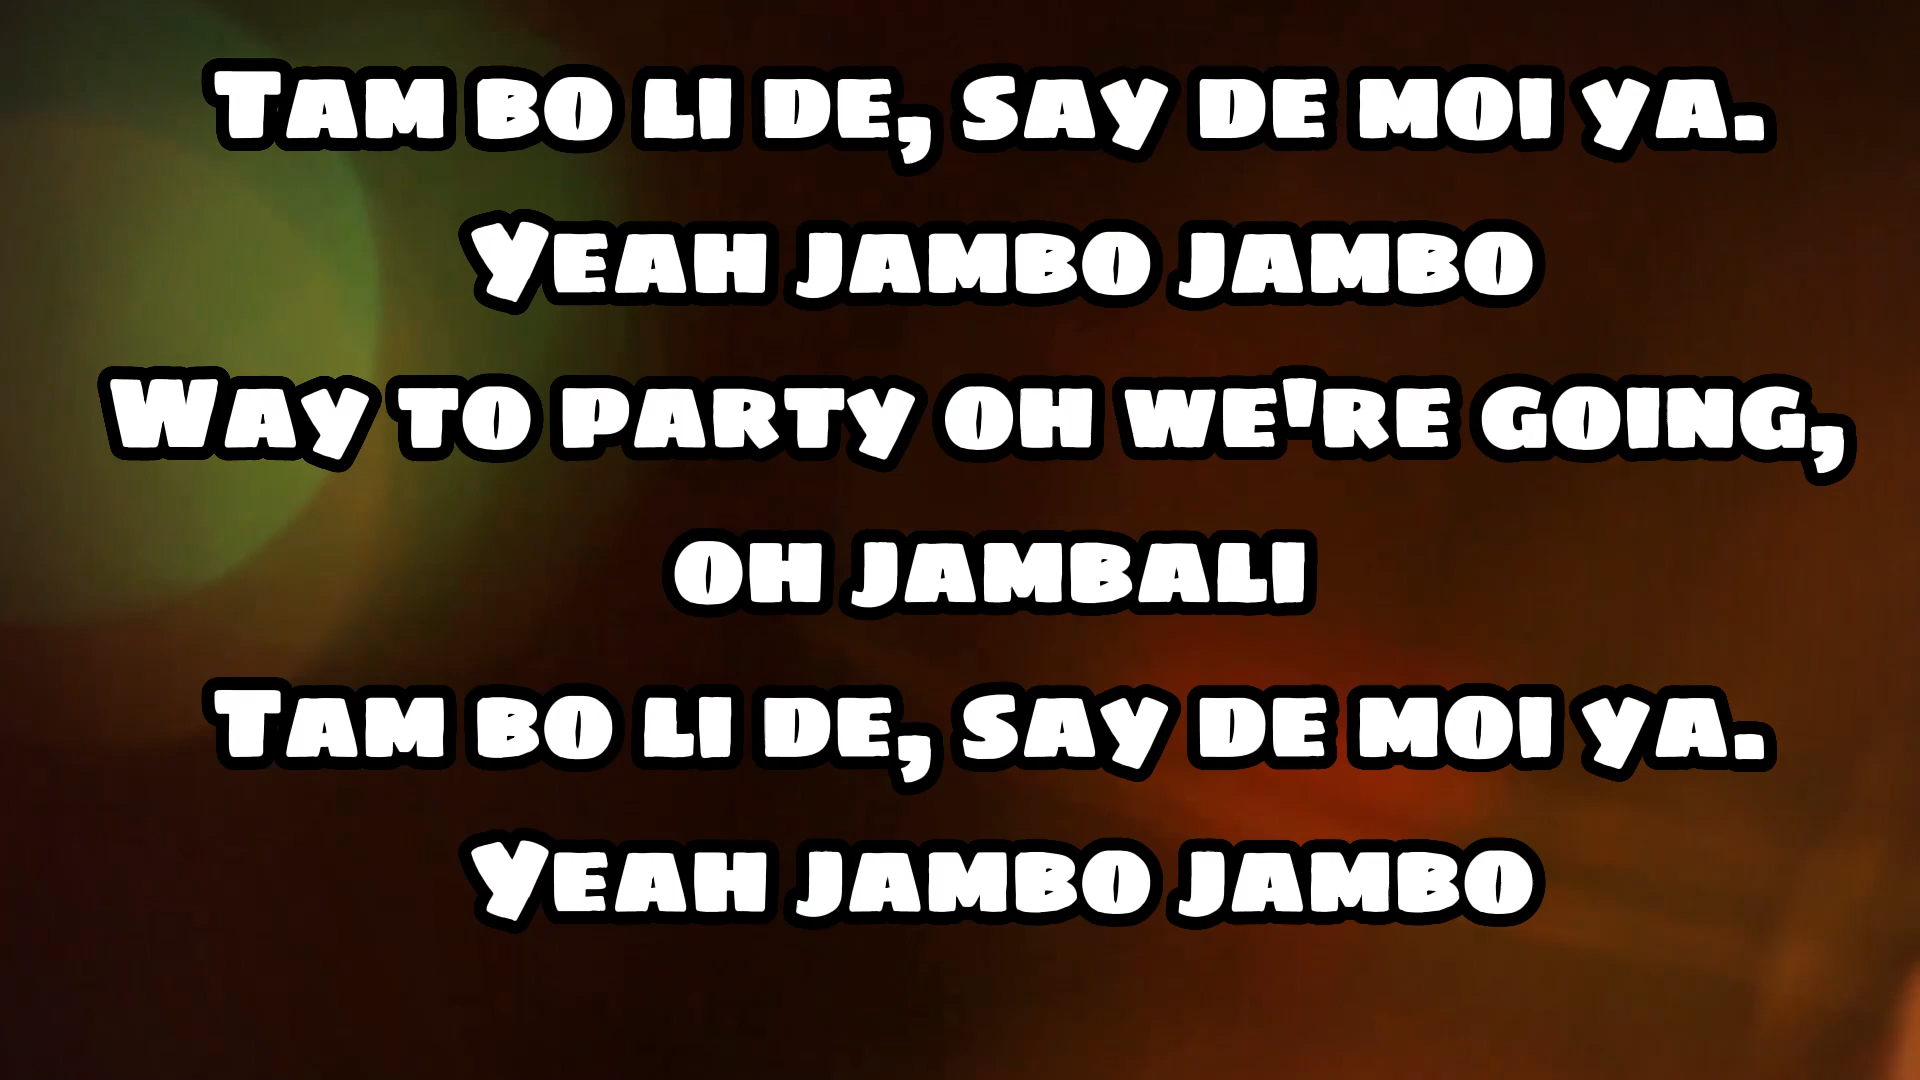 Tam bo li de, say de moi ya.
Yeah jambo jambo
Way to party oh we're going,
oh jambali
Tam bo li de, say de moi ya.
Yeah jambo jambo